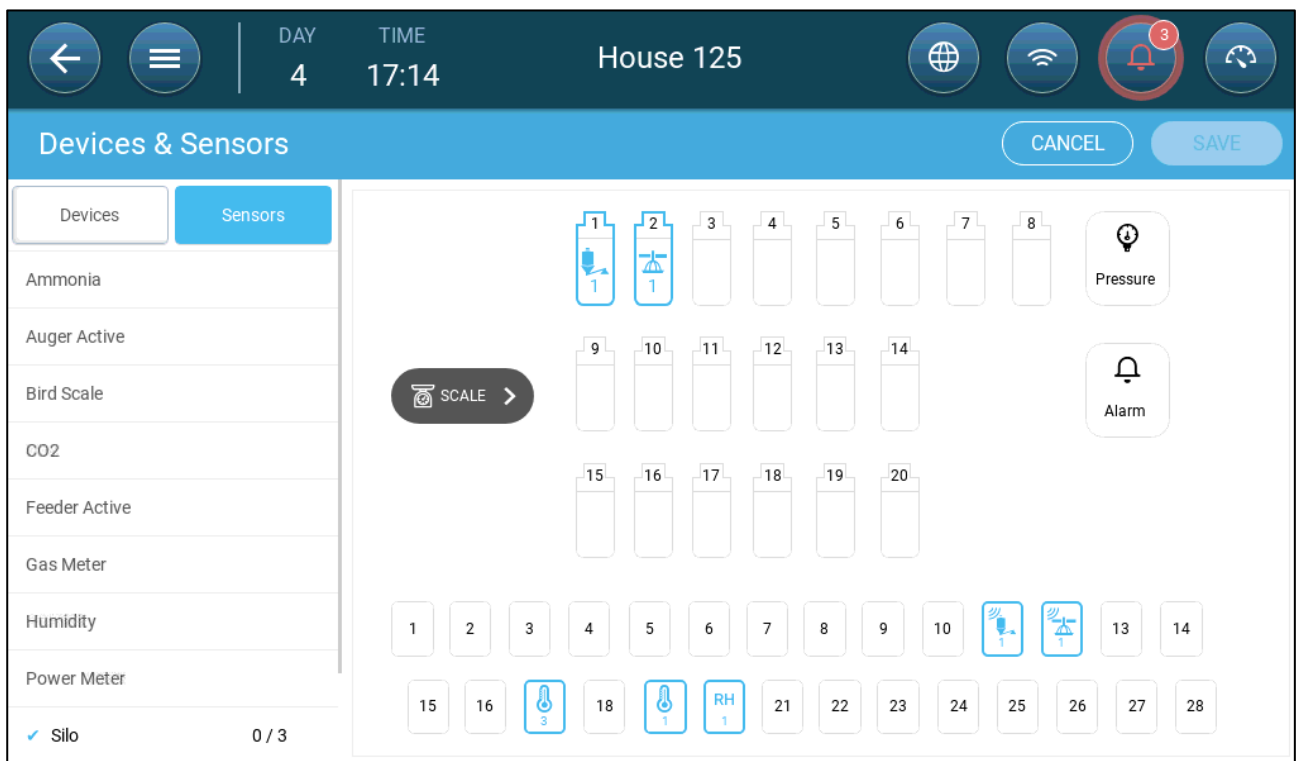 DAY TIME
4 17:14
House 125
3
Devices & Sensors
CANCEL SAVE
Devices Sensors
Ammonia
Auger Active
Bird Scale
CO2
Feeder Active
Gas Meter
Humidity
Power Meter
✔ Silo 0 / 3
1 2 3 4 5 6 7 8
1 1
Pressure
SCALE
9 10 11 12 13 14
Alarm
15 16 17 18 19 20
1 2 3 4 5 6 7 8 9 10 1 1 13 14
15 16 3 18 1 RH 1 21 22 23 24 25 26 27 28